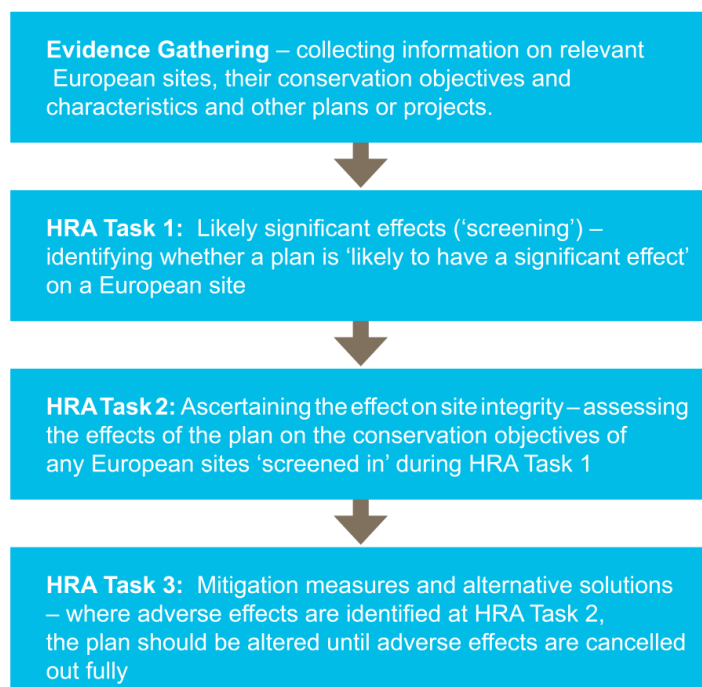 Evidence Gathering – collecting information on relevant
European sites, their conservation objectives and
characteristics and other plans or projects.
HRA Task 1: Likely significant effects (‘screening’) –
identifying whether a plan is ‘likely to have a significant effect’
on a European site
HRA Task 2: Ascertaining the effect on site integrity – assessing
the effects of the plan on the conservation objectives of
any European sites ‘screened in’ during HRA Task 1
HRA Task 3: Mitigation measures and alternative solutions
– where adverse effects are identified at HRA Task 2,
the plan should be altered until adverse effects are cancelled
out fully